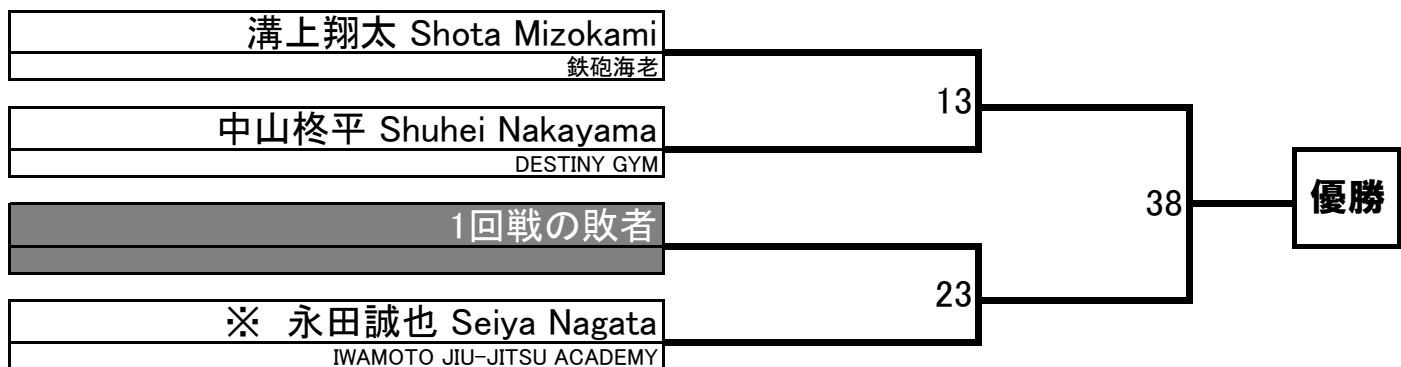 溝上翔太 Shota Mizokami
鉄砲海老
13
中山柊平 Shuhei Nakayama
DESTINY GYM
38
優勝
1回戦の敗者
23
※ 永田誠也 Seiya Nagata
IWAMOTO JIU-JITSU ACADEMY